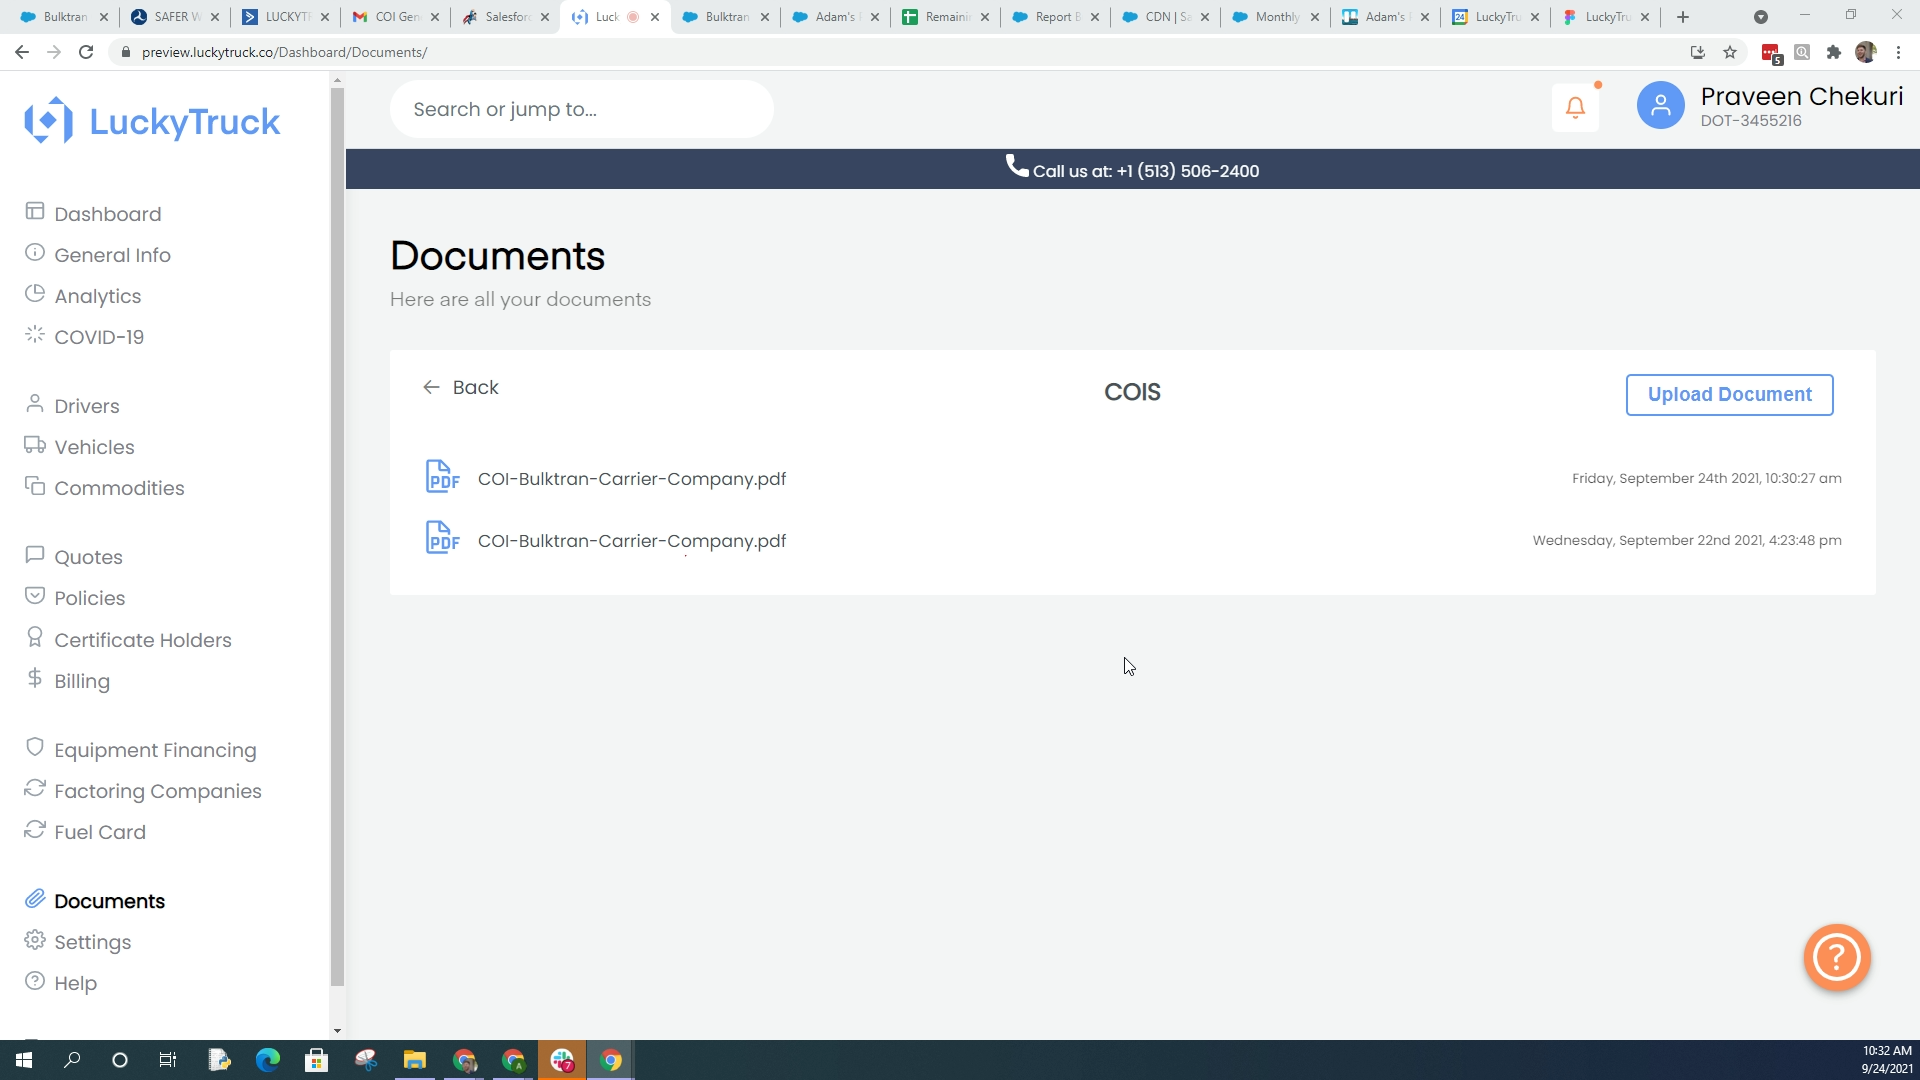 Bulktran
SAFER W
LUCKYT
COI Gen
Salesforc
Luck
Bulktran
Adam's
Remaini
Report B
CDN | Sa
Monthly
Adam's
LuckyTru
LuckyTru
preview.luckytruck.co/Dashboard/Documents/
5
LuckyTruck
Search or jump to...
Praveen Chekuri
DOT-3455216
Call us at: +1 (513) 506-2400
Dashboard
General Info
Analytics
COVID-19
Drivers
Vehicles
Commodities
Quotes
Policies
Certificate Holders
Billing
Equipment Financing
Factoring Companies
Fuel Card
Documents
Settings
Help
Documents
Here are all your documents
Back
COIS
Upload Document
PDF
COI-Bulktran-Carrier-Company.pdf
Friday, September 24th 2021, 10:30:27 am
PDF
COI-Bulktran-Carrier-Company.pdf
Wednesday, September 22nd 2021, 4:23:48 pm
?
7
10:32 AM
9/24/2021